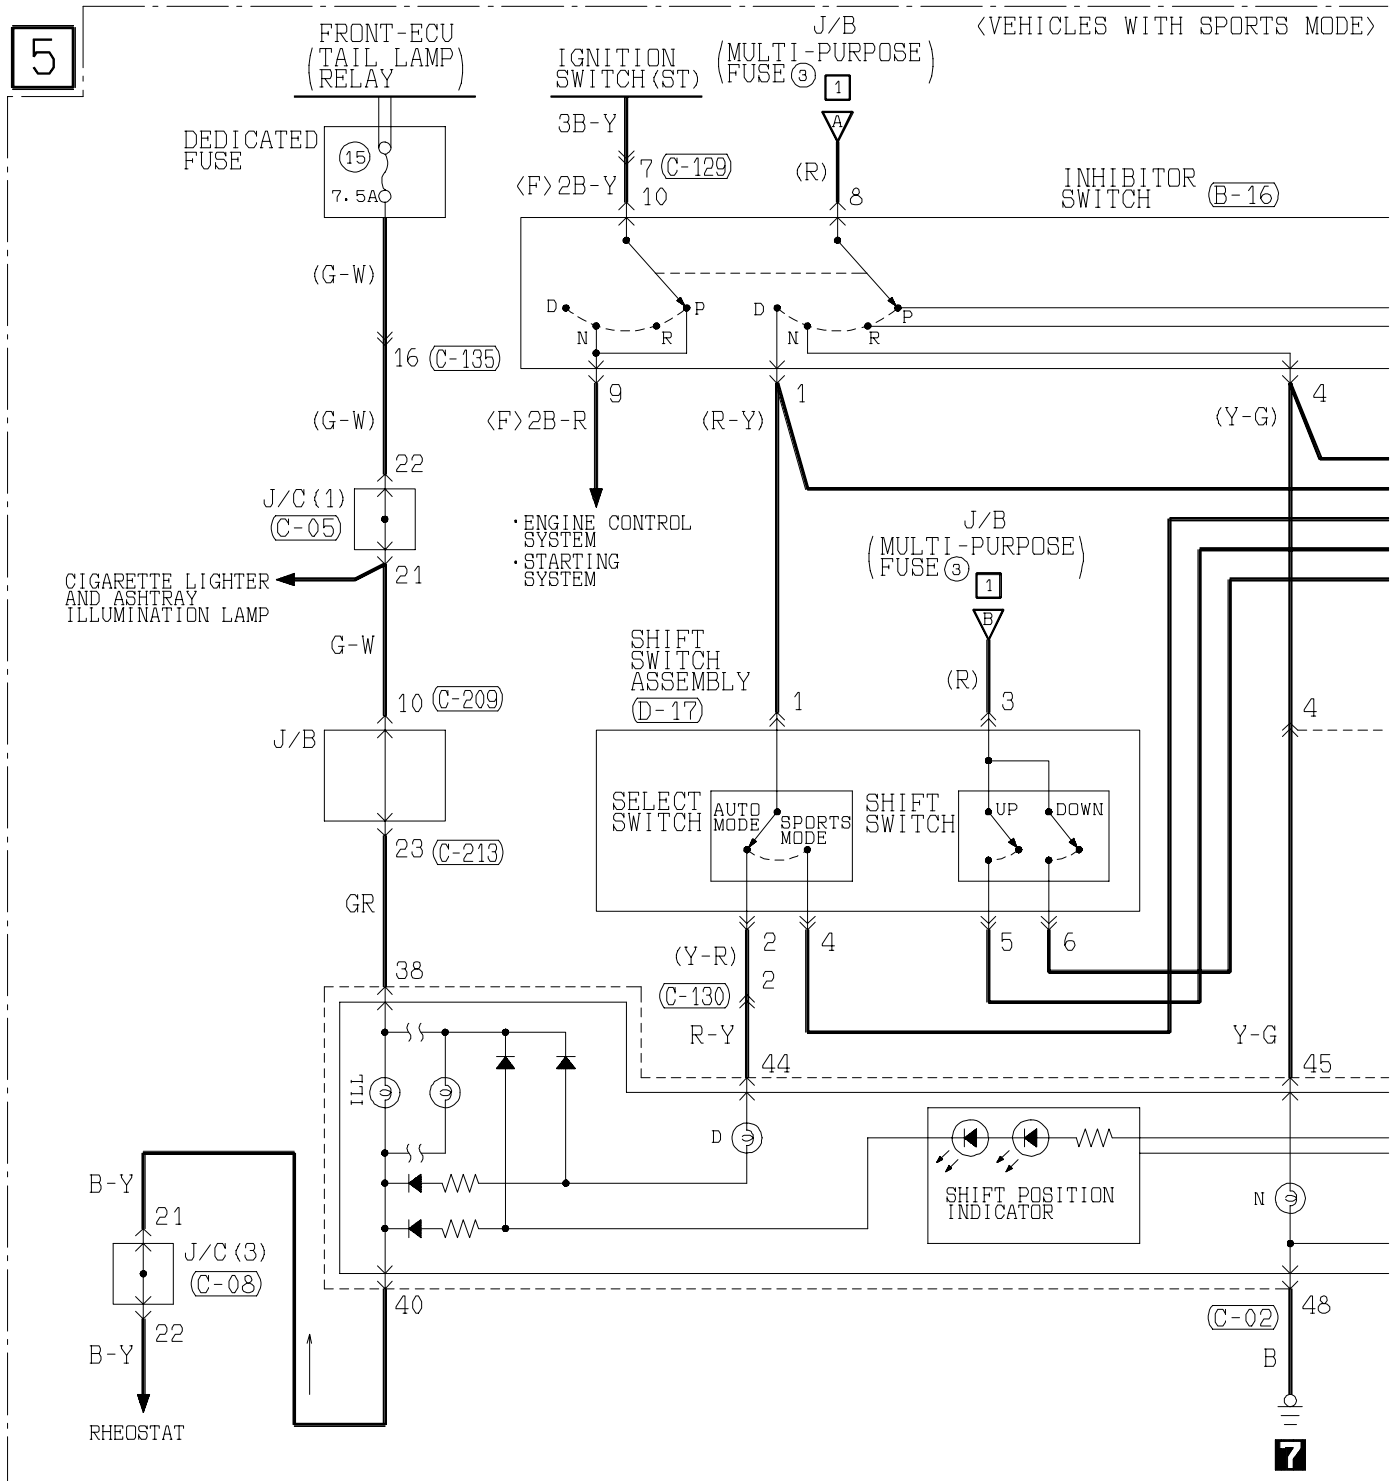 5
FRONT-ECU
(TAIL LAMP)
RELAY
IGNITION
SWITCH(ST)
J/B
(MULTI-PURPOSE)
FUSE③
<VEHICLES WITH SPORTS MODE>
1
A
DEDICATED
FUSE
15
7.5A
3B-Y
7 C-129
<F>2B-Y
10
(R)
8
INHIBITOR
SWITCH
B-16
(G-W)
D
N
R
P
D
N
R
P
16 C-135
(G-W)
22
9
<F>2B-R
1
(R-Y)
4
(Y-G)
J/C(1)
C-05
21
CIGARETTE LIGHTER
AND ASHTRAY
ILLUMINATION LAMP
·ENGINE CONTROL
SYSTEM
·STARTING
SYSTEM
J/B
(MULTI-PURPOSE)
FUSE③
1
B
G-W
SHIFT
SWITCH
ASSEMBLY
D-17
(R)
10 C-209
1
3
4
J/B
SELECT
SWITCH
AUTO
MODE
SPORTS
MODE
SHIFT
SWITCH
UP
DOWN
23 C-213
GR
2
4
5
6
(Y-R)
38
2
C-130
R-Y
Y-G
44
45
ILL
D
SHIFT POSITION
INDICATOR
N
B-Y
21
J/C(3)
C-08
40
22
B-Y
C-02
48
B
RHEOSTAT
7